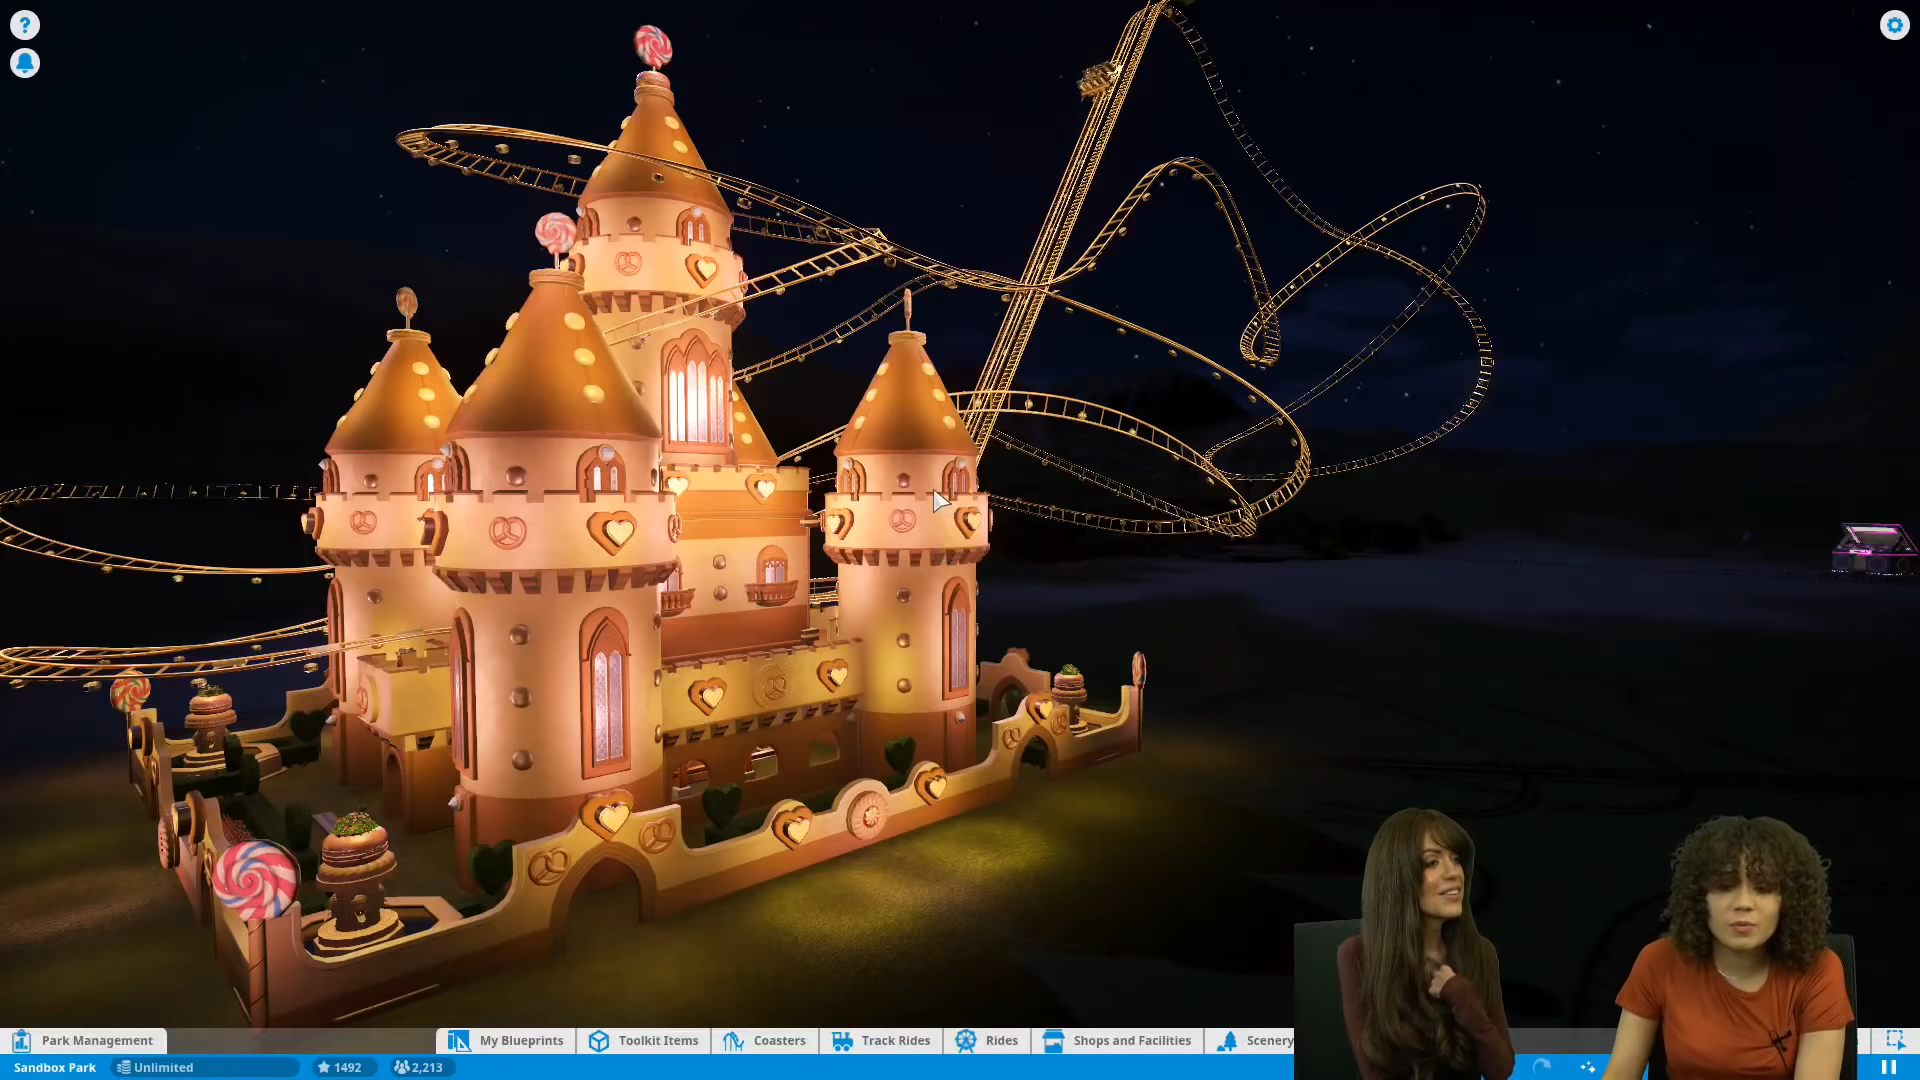 ?
Park Management
My Blueprints
Toolkit Items
Coasters
Track Rides
Rides
Shops and Facilities
Scenery
Sandbox Park
Unlimited
1492
2,213